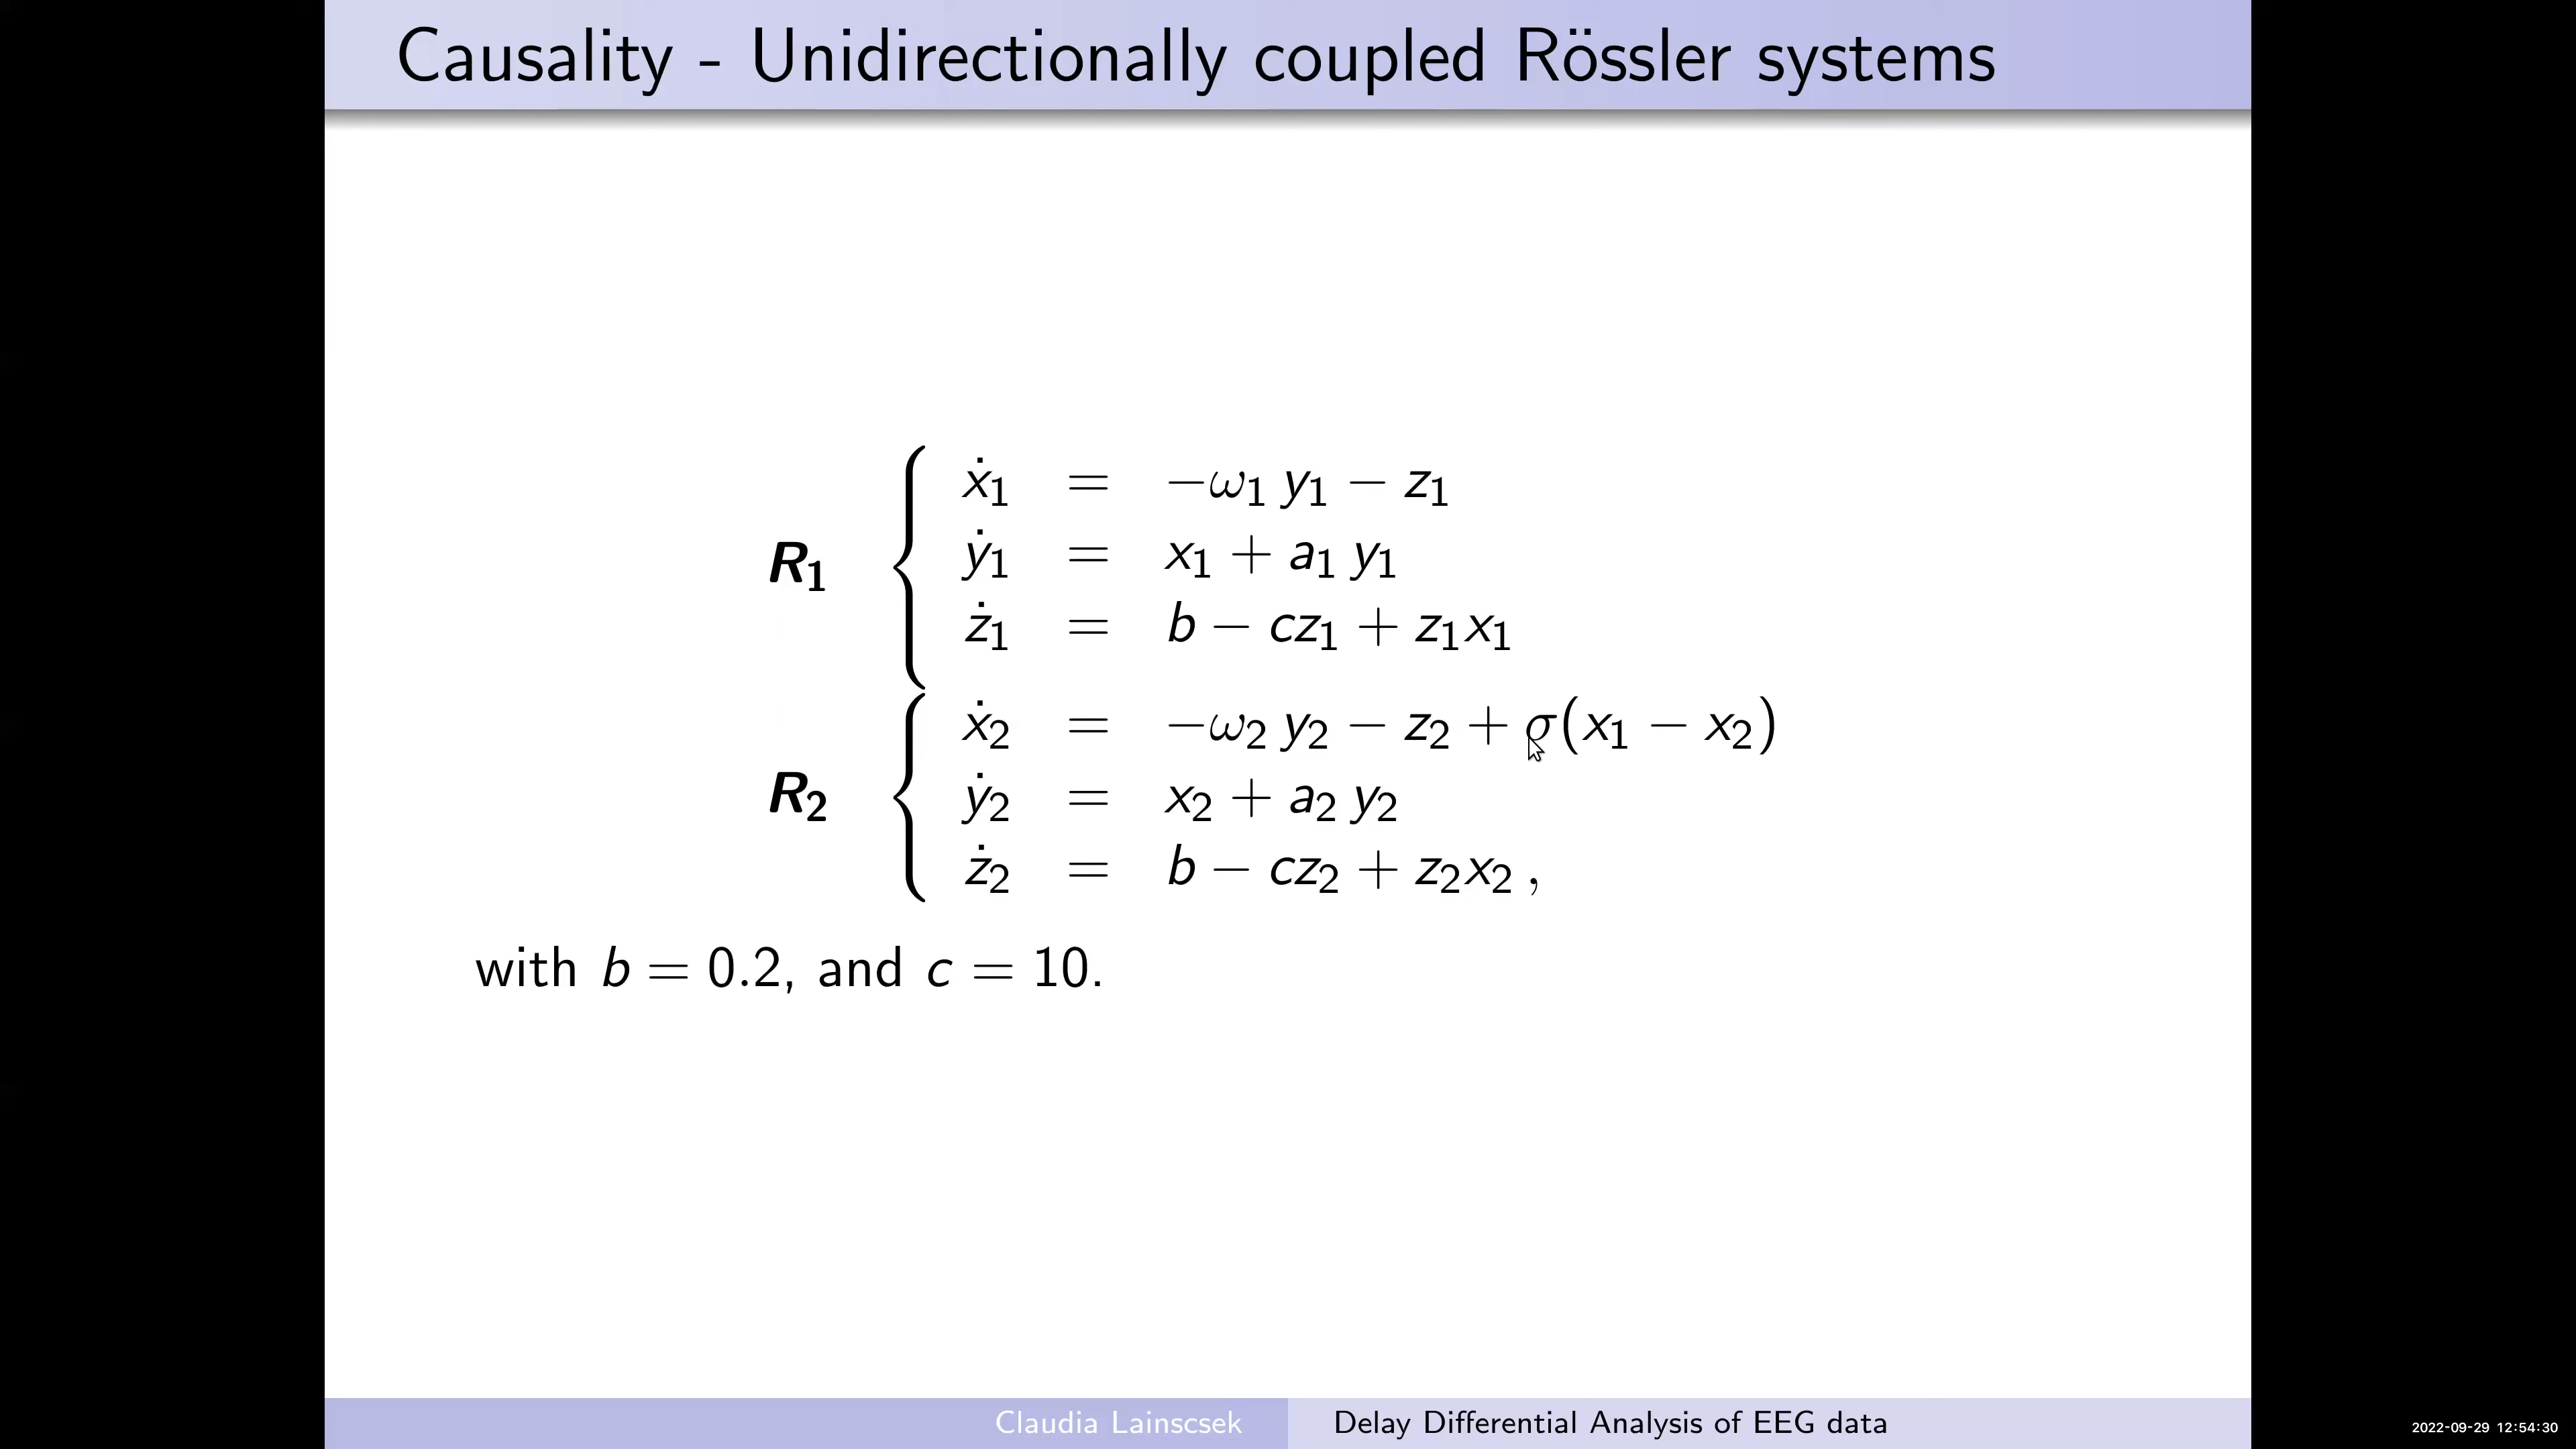 Causality - Unidirectionally coupled Rössler systems
ẋ₁ = −ω₁ y₁ − z₁
R₁ ẏ₁ = x₁ + a₁ y₁
ż₁ = b − cz₁ + z₁x₁
ẋ₂ = −ω₂ y₂ − z₂ + σ(x₁ − x₂)
R₂ ẏ₂ = x₂ + a₂ y₂
ż₂ = b − cz₂ + z₂x₂ ,
with b = 0.2, and c = 10.
Claudia Lainscsek Delay Differential Analysis of EEG data
2022-09-29 12:54:30